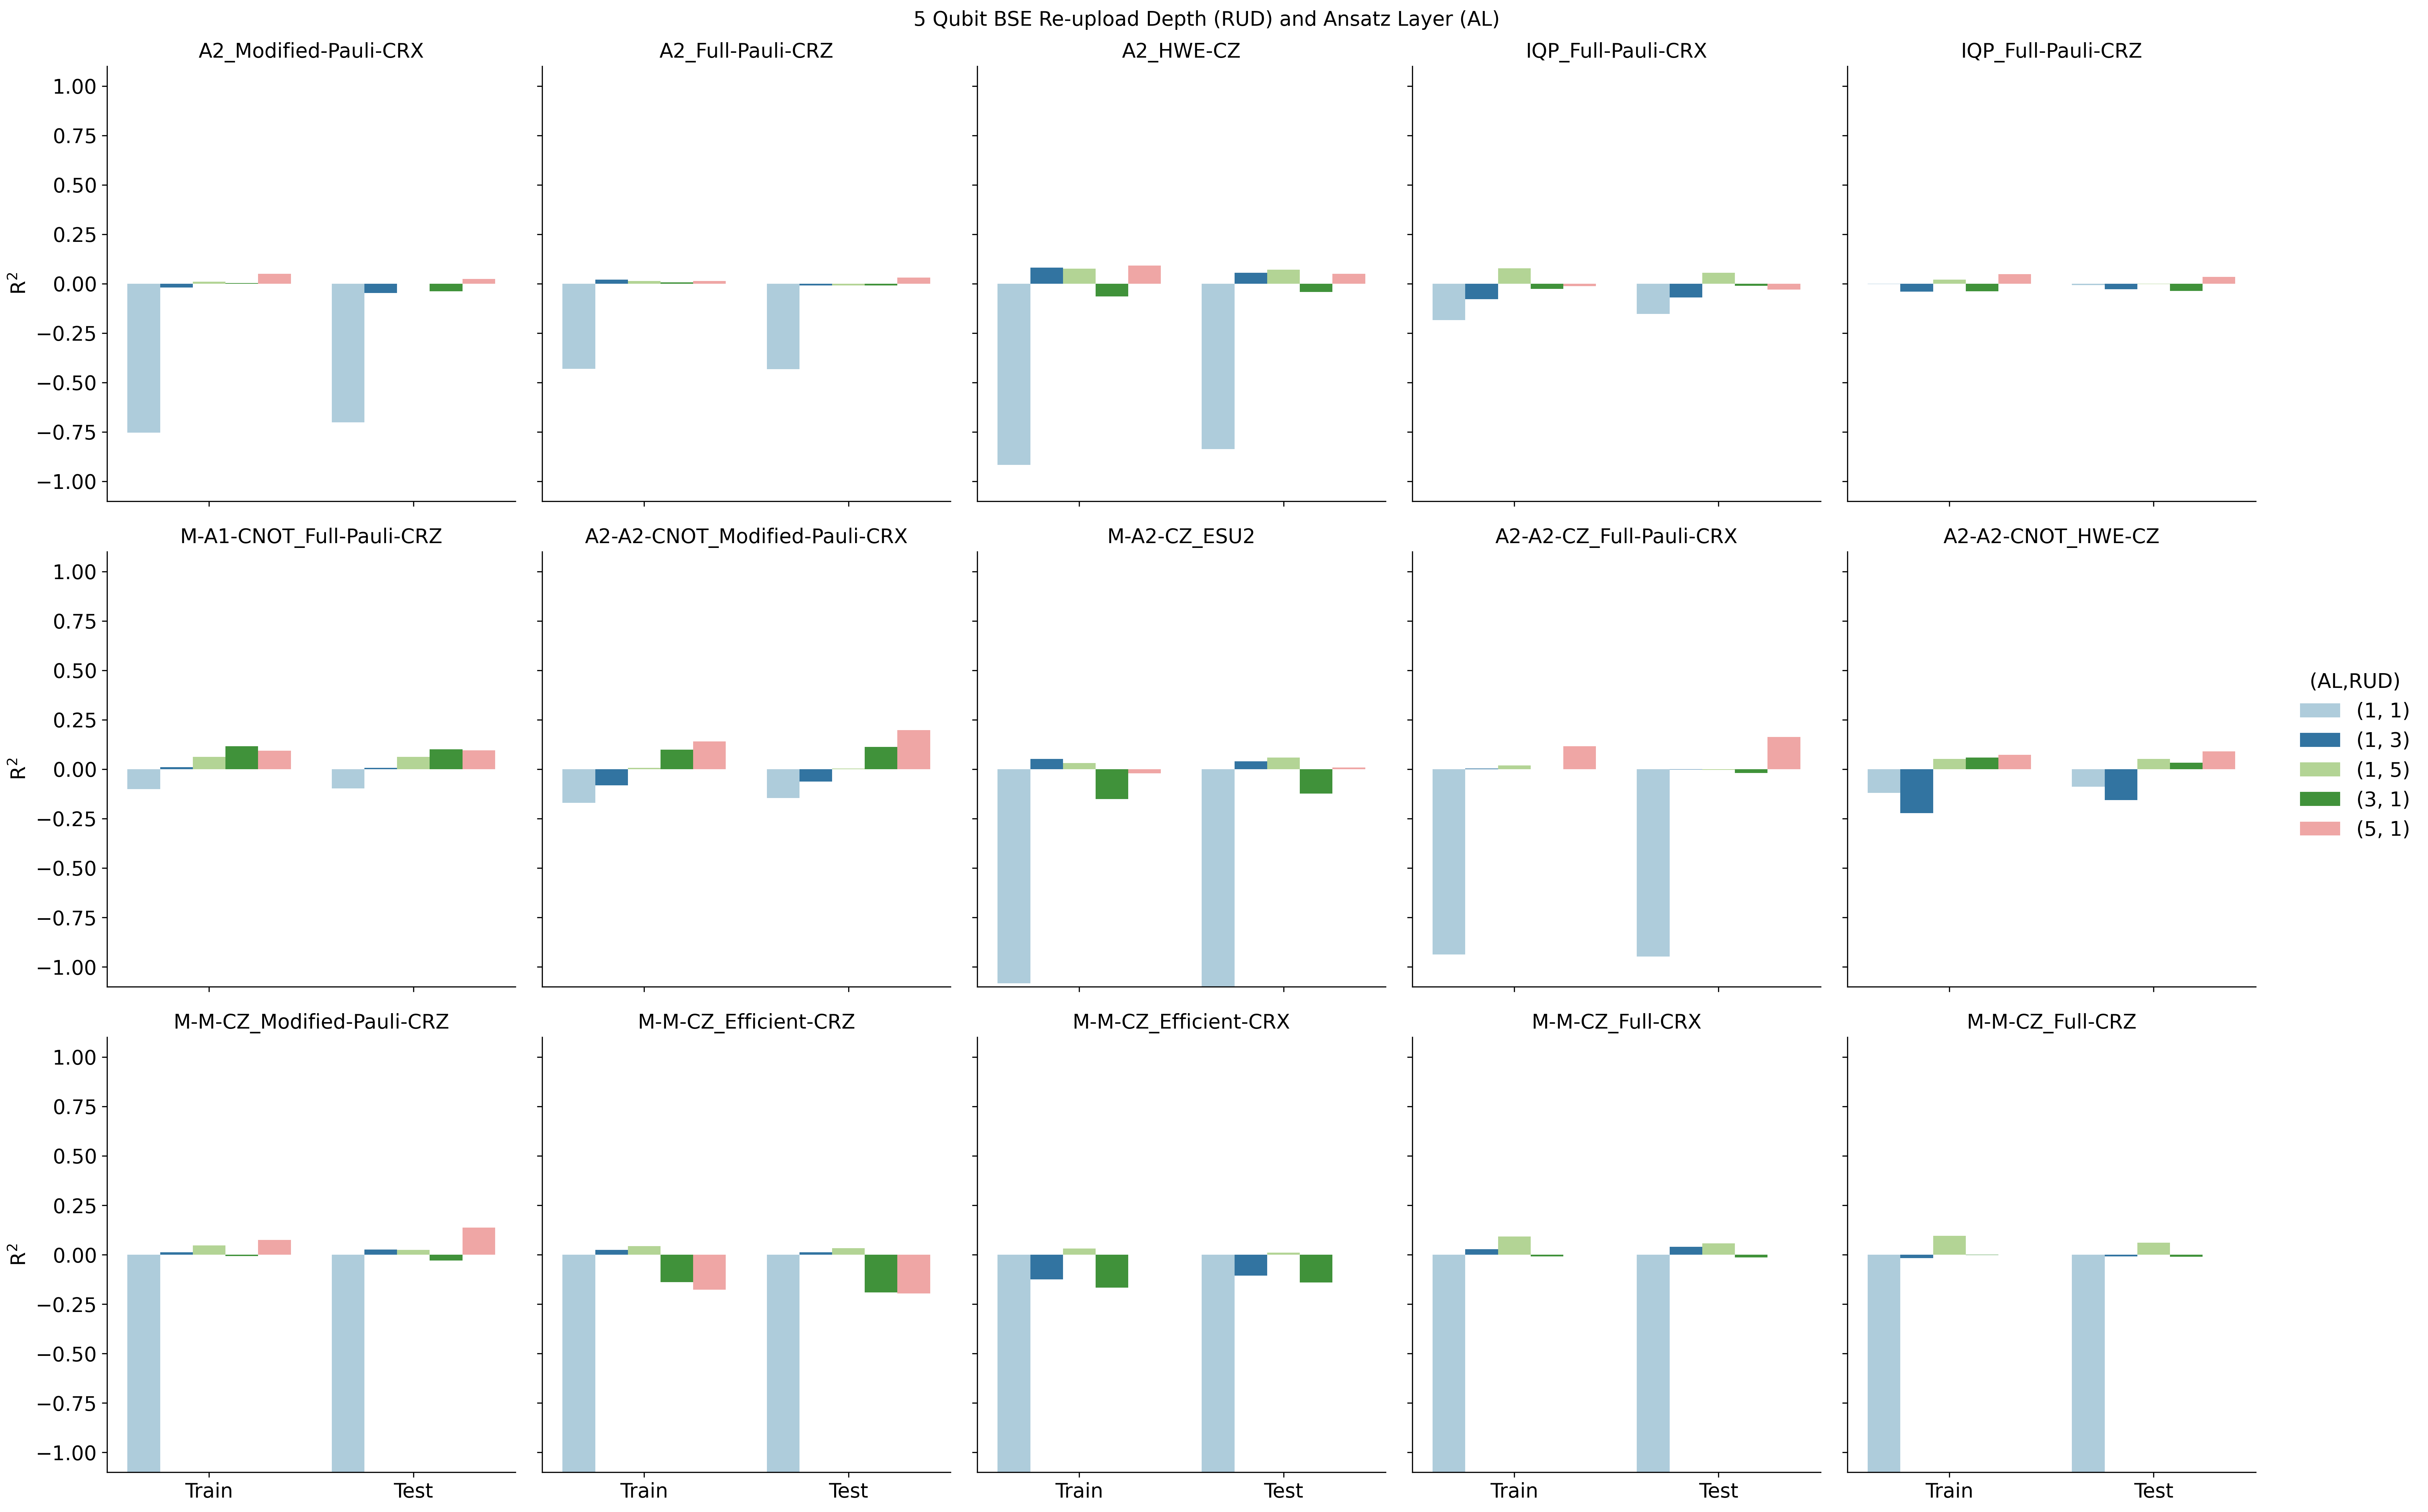 5 Qubit BSE Re-upload Depth (RUD) and Ansatz Layer (AL)
A2_Modified-Pauli-CRX
A2_Full-Pauli-CRZ
A2_HWE-CZ
IQP_Full-Pauli-CRX
IQP_Full-Pauli-CRZ
1.00
0.75
0.50
0.25
0.00
−0.25
−0.50
−0.75
−1.00
R²
M-A1-CNOT_Full-Pauli-CRZ
A2-A2-CNOT_Modified-Pauli-CRX
M-A2-CZ_ESU2
A2-A2-CZ_Full-Pauli-CRX
A2-A2-CNOT_HWE-CZ
1.00
0.75
0.50
0.25
0.00
−0.25
−0.50
−0.75
−1.00
R²
(AL,RUD)
(1, 1)
(1, 3)
(1, 5)
(3, 1)
(5, 1)
M-M-CZ_Modified-Pauli-CRZ
M-M-CZ_Efficient-CRZ
M-M-CZ_Efficient-CRX
M-M-CZ_Full-CRX
M-M-CZ_Full-CRZ
1.00
0.75
0.50
0.25
0.00
−0.25
−0.50
−0.75
−1.00
R²
Train Test
Train Test
Train Test
Train Test
Train Test